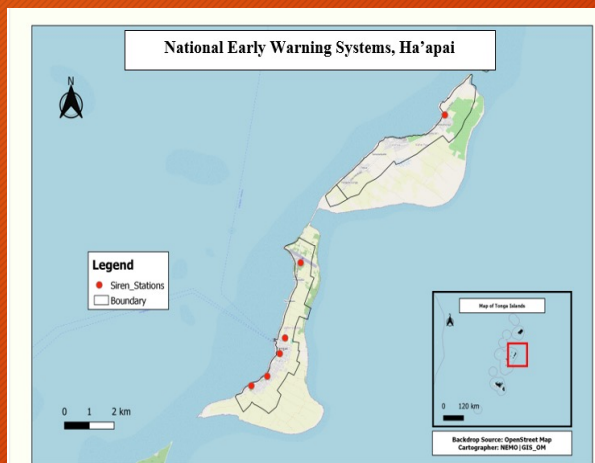 National Early Warning Systems, Ha'apai
N
Legend
Siren_Stations
Boundary
0 1 2 km
Map of Tonga Islands
0 120 km
Backdrop Source: OpenStreet Map
Cartographer: NEMO|GIS_OM